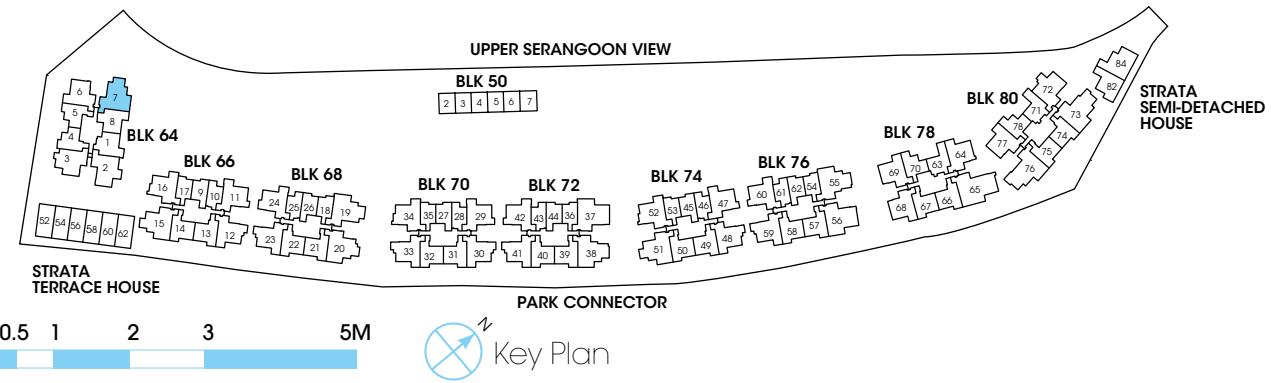 UPPER SERANGOON VIEW
BLK 50
2 3 4 5 6 7
84
82
STRATA
SEMI-DETACHED
HOUSE
BLK 80
72
71
73
78
74
77
75
76
6
7
5
8
4
1
3
2
BLK 64
BLK 66
16 17 9 10 11
15 14 13 12
BLK 68
24 25 26 18 19
23 22 21 20
BLK 70
34 35 27 28 29
33 32 31 30
BLK 72
42 43 44 36 37
41 40 39 38
BLK 74
52 53 45 46 47
51 50 49 48
BLK 76
60 61 62 54 55
59 58 57 56
BLK 78
69 70 63 64
68 67 66 65
52 54 56 58 60 62
STRATA
TERRACE HOUSE
PARK CONNECTOR
0.5 1 2 3 5M
N
Key Plan